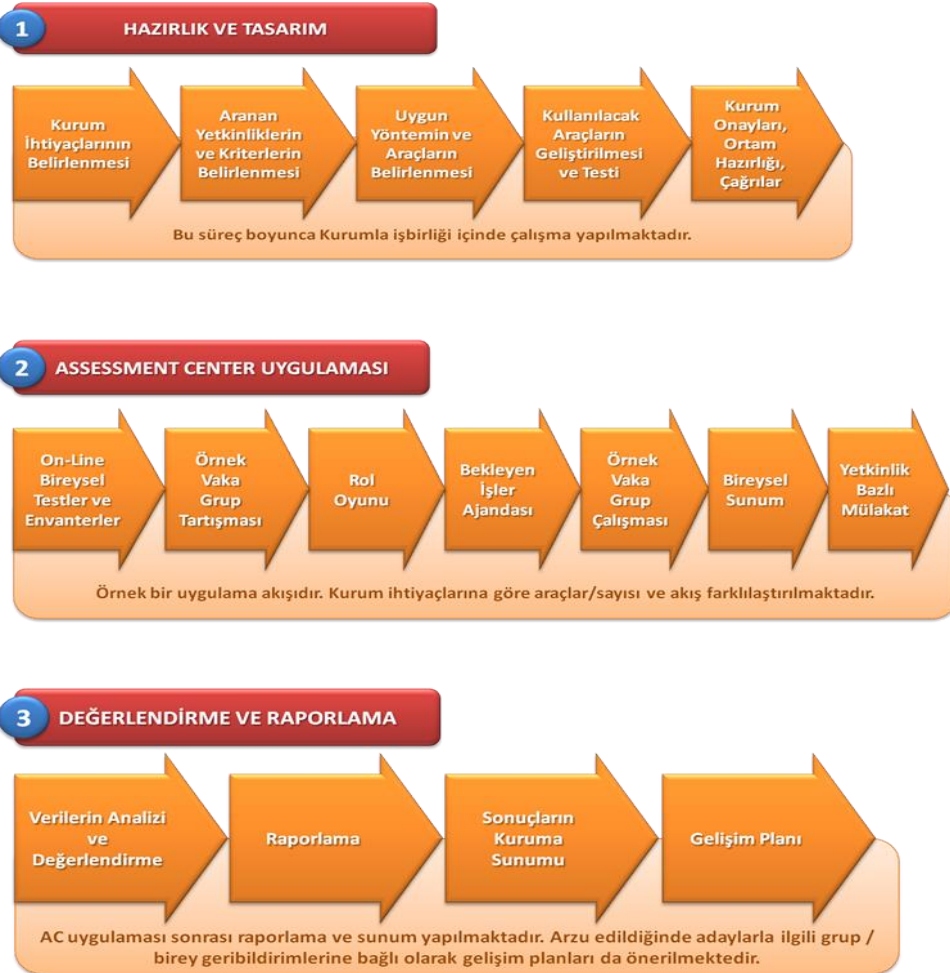 1
HAZIRLIK VE TASARIM
Kurum
İhtiyaçlarının
Belirlenmesi
Aranan
Yetkinliklerin
ve Kriterlerin
Belirlenmesi
Uygun
Yöntemin ve
Araçların
Belirlenmesi
Kullanılacak
Araçların
Geliştirilmesi
ve Testi
Kurum
Onayları,
Ortam
Hazırlığı,
Çağrılar
Bu süreç boyunca Kurumla işbirliği içinde çalışma yapılmaktadır.
2
ASSESSMENT CENTER UYGULAMASI
On-Line
Bireysel
Testler ve
Envanterler
Örnek
Vaka
Grup
Tartışması
Rol
Oyunu
Bekleyen
İşler
Ajandası
Örnek
Vaka
Grup
Çalışması
Bireysel
Sunum
Yetkinlik
Bazlı
Mülakat
Örnek bir uygulama akışıdır. Kurum ihtiyaçlarına göre araçlar/sayısı ve akış farklılaştırılmaktadır.
3
DEĞERLENDİRME VE RAPORLAMA
Verilerin Analizi
ve
Değerlendirme
Raporlama
Sonuçların
Kuruma
Sunumu
Gelişim Planı
AC uygulaması sonrası raporlama ve sunum yapılmaktadır. Arzu edildiğinde adaylarla ilgili grup /
birey geribildirimlerine bağlı olarak gelişim planları da önerilmektedir.